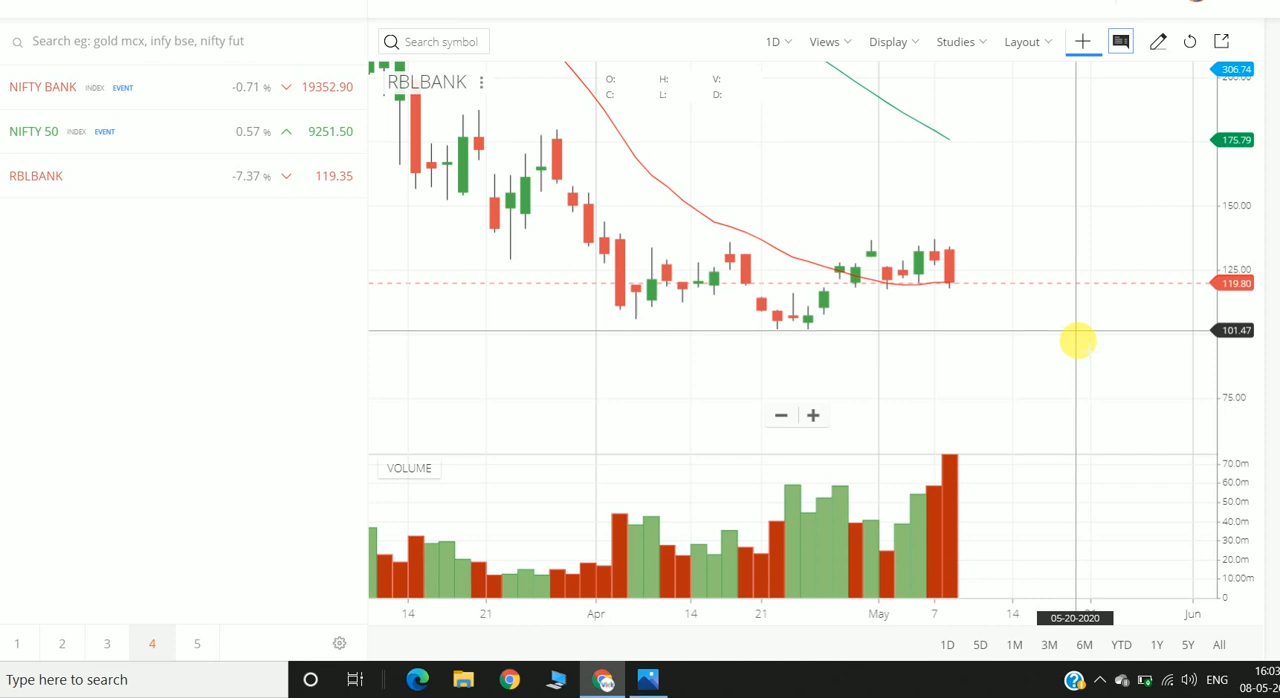 Search eg: gold mcx, infy bse, nifty fut
NIFTY BANK INDEX EVENT -0.71 % 19352.90
NIFTY 50 INDEX EVENT 0.57 % 9251.50
RBLBANK -7.37 % 119.35
1 2 3 4 5
Search symbol 1D Views Display Studies Layout
RBLBANK O: H: V:
C: L: D:
306.74
200.00
175.79
150.00
125.00
119.80
101.47
75.00
VOLUME
70.0m
60.0m
50.0m
40.0m
30.0m
20.0m
10.00m
0
14 21 Apr 14 21 May 7 14 Jun
05-20-2020
1D 5D 1M 3M 6M YTD 1Y 5Y All
Type here to search
Vick
ENG
16:03
08-05-2